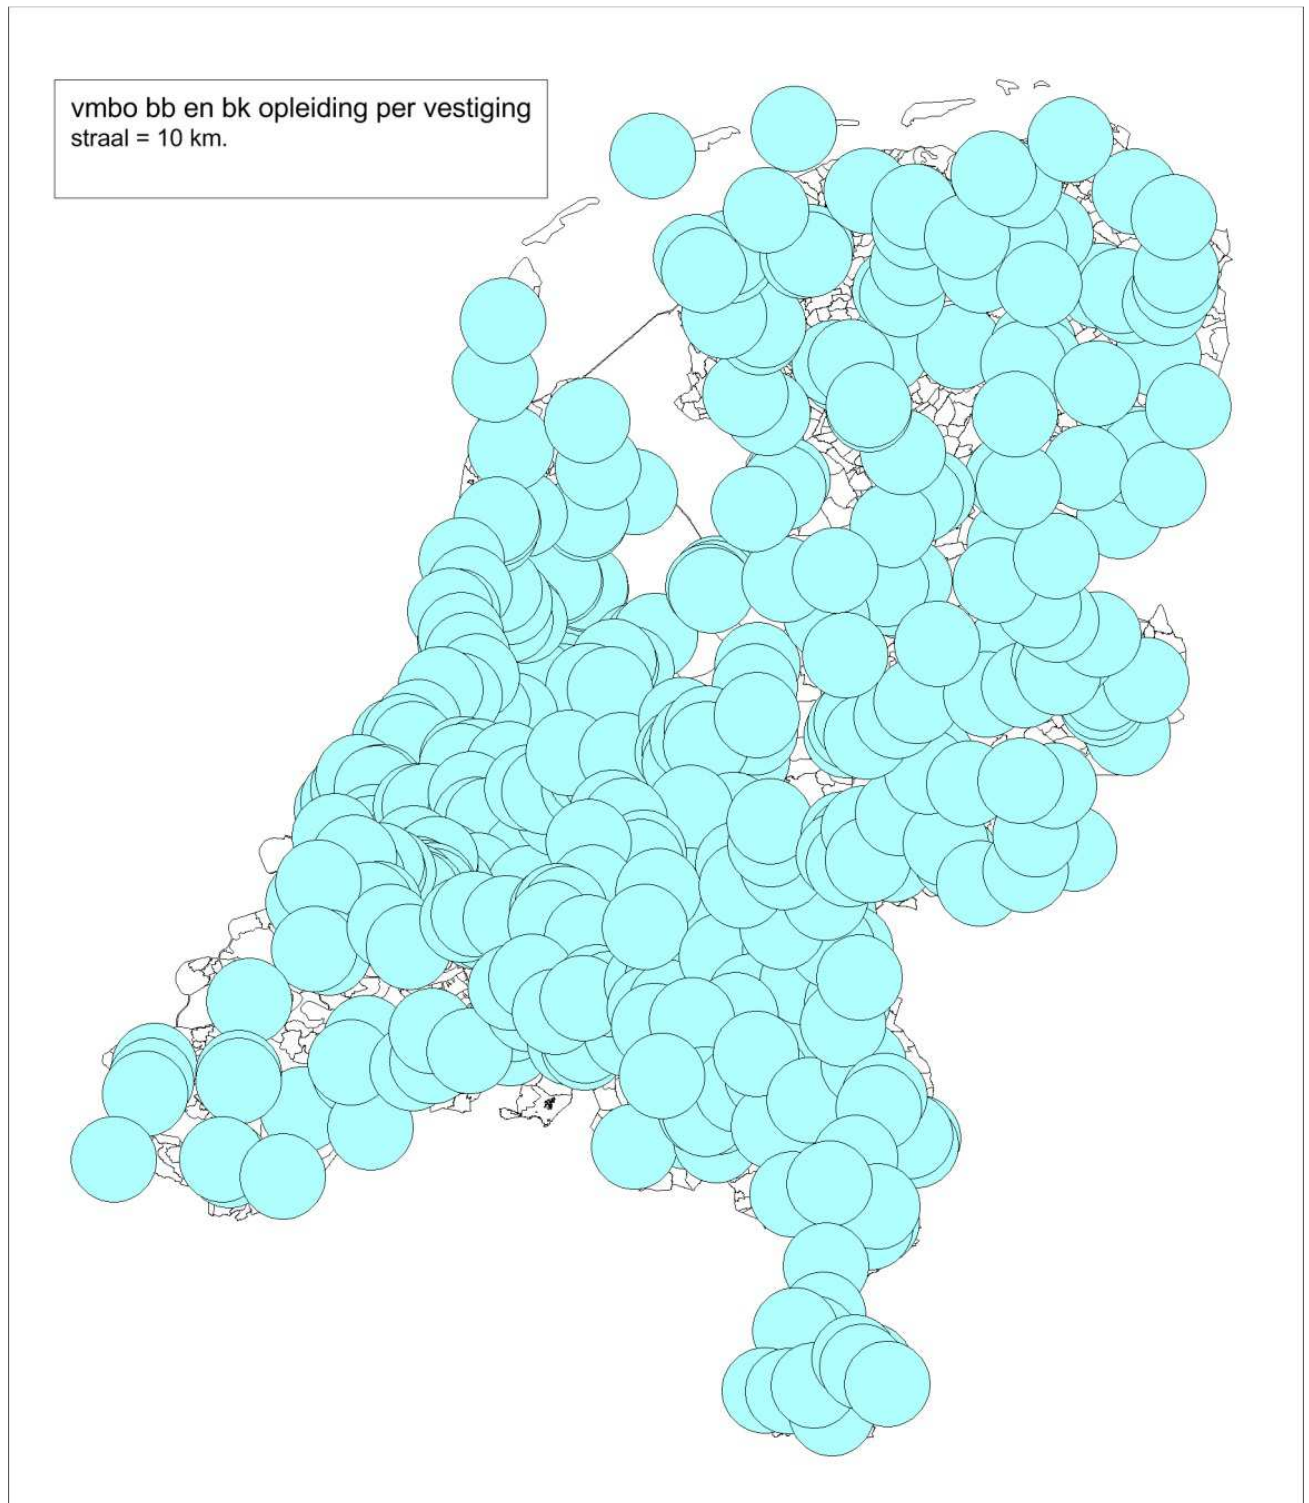 vmbo bb en bk opleiding per vestiging
straal = 10 km.